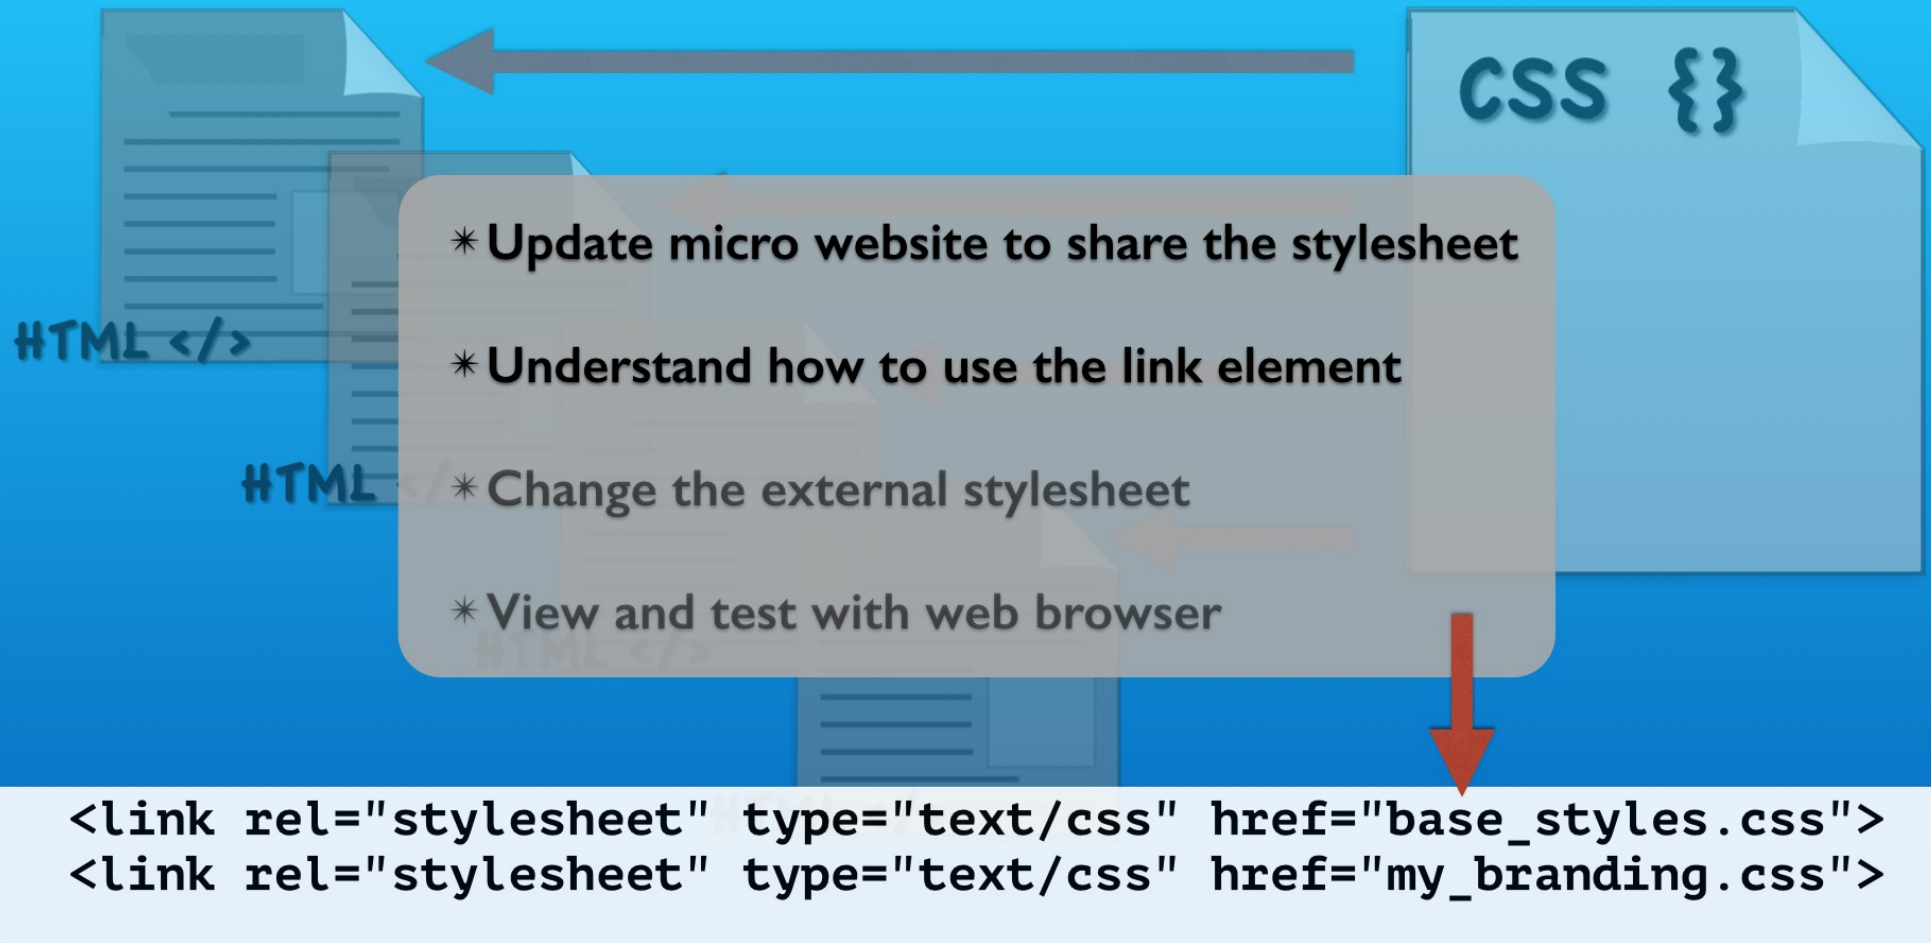 CSS {}
* Update micro website to share the stylesheet
HTML </>
* Understand how to use the link element
HTML </
* Change the external stylesheet
* View and test with web browser
HTML </>
<link rel="stylesheet" type="text/css" href="base_styles.css">
<link rel="stylesheet" type="text/css" href="my_branding.css">